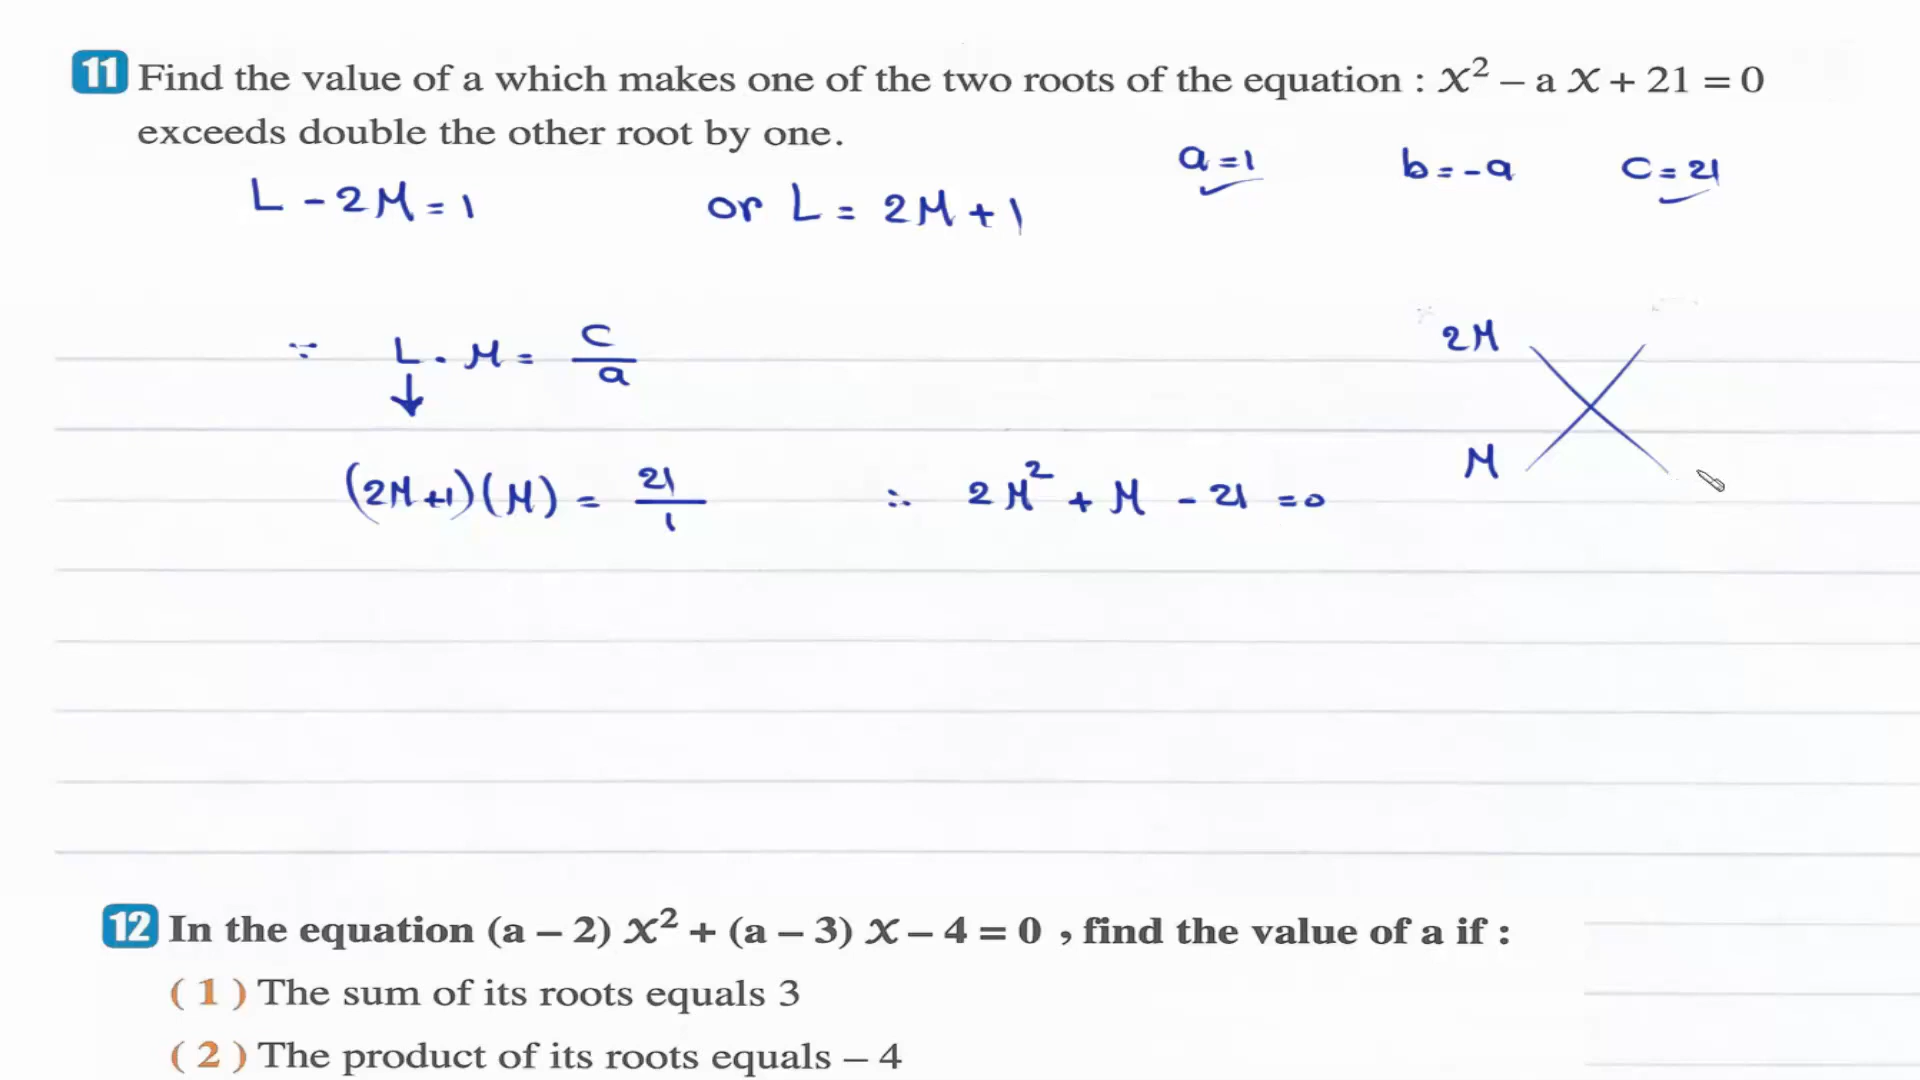 11 Find the value of a which makes one of the two roots of the equation : x² – a x + 21 = 0
exceeds double the other root by one.
a = 1 b = -a c = 21
L - 2M = 1 or L = 2M + 1
∵ L . M = c/a
2M
M
(2M+1)(M) = 21/1 ∴ 2M² + M - 21 = 0
12 In the equation (a – 2) x² + (a – 3) x – 4 = 0 , find the value of a if :
( 1 ) The sum of its roots equals 3
( 2 ) The product of its roots equals – 4